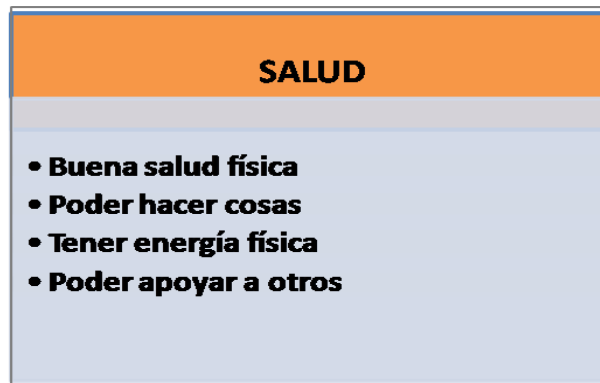 SALUD
• Buena salud física
• Poder hacer cosas
• Tener energía física
• Poder apoyar a otros